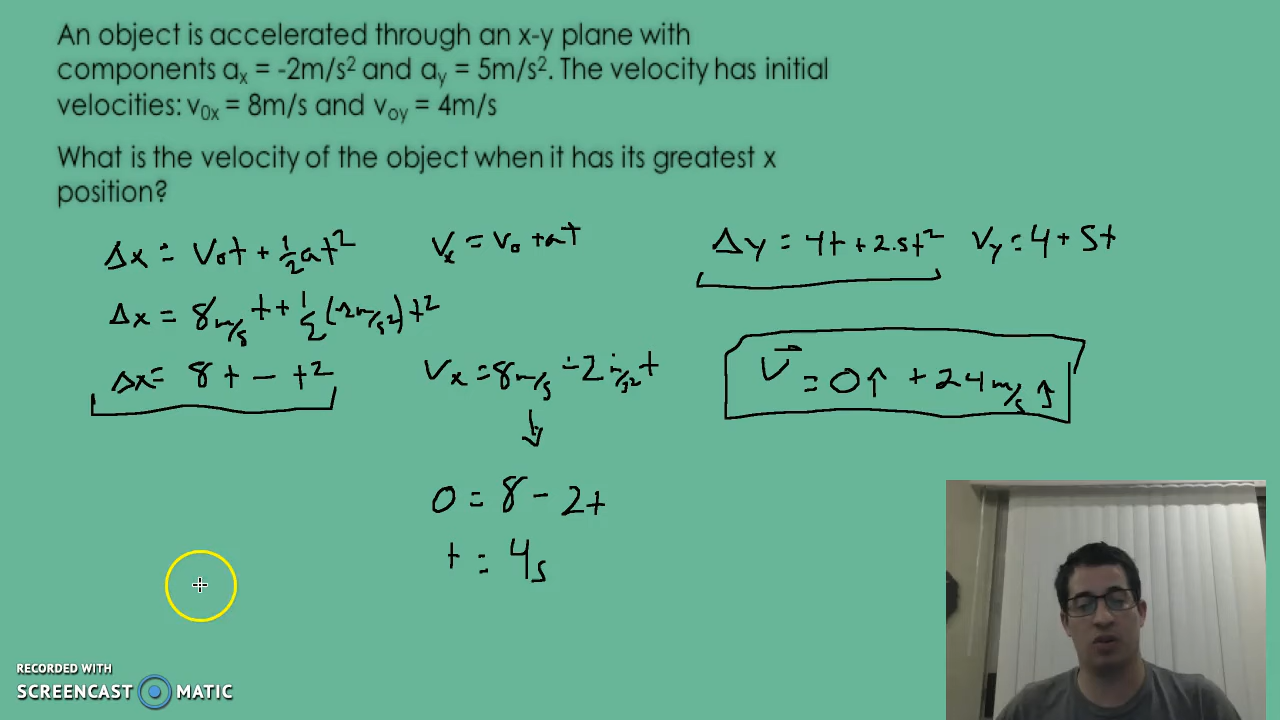 An object is accelerated through an x-y plane with
components aₓ = -2m/s² and a_y = 5m/s². The velocity has initial
velocities: v₀ₓ = 8m/s and v_oy = 4m/s
What is the velocity of the object when it has its greatest x
position?
Δx = V₀t + ½at²
Δx = 8m/s t + ½(-2m/s²)t²
Δx = 8t - t²
Vₓ = V₀ + at
Vₓ = 8m/s - 2m/s² t
0 = 8 - 2t
t = 4s
Δy = 4t + 2.5t² V_y = 4 + 5t
V⃗ = 0↑ + 24m/s ↑
RECORDED WITH
SCREENCAST MATIC